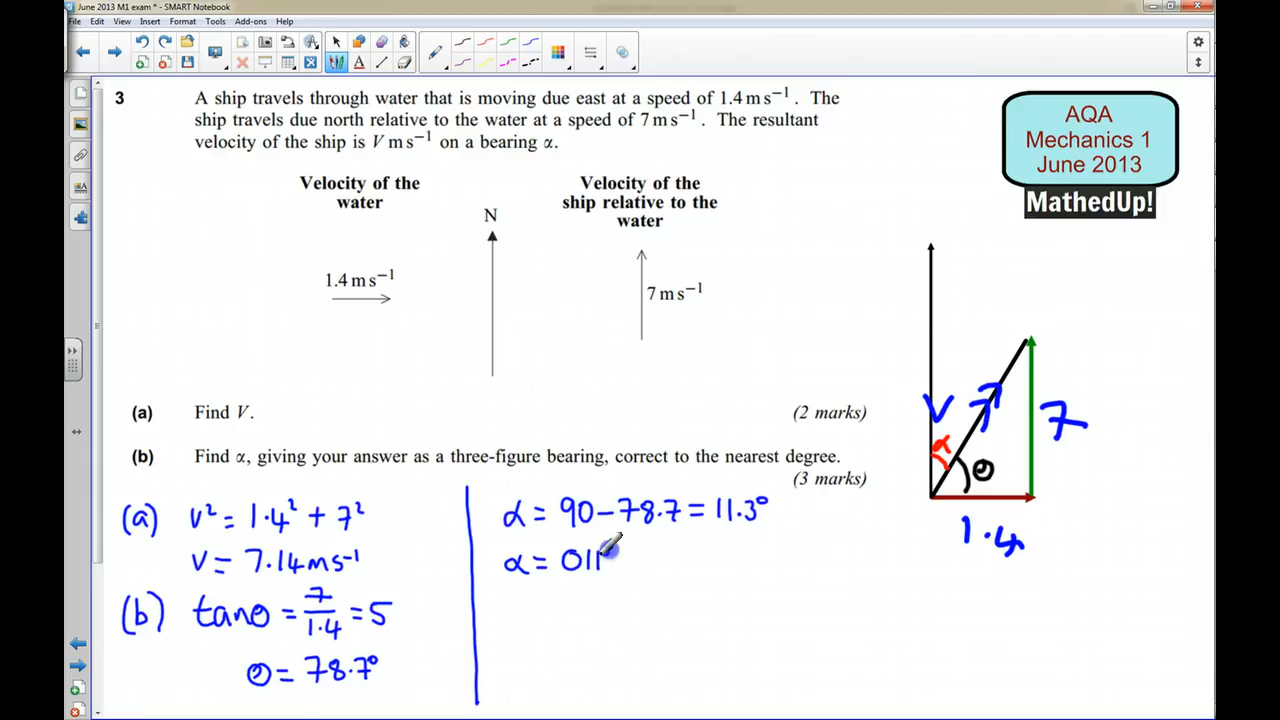 June 2013 M1 exam * - SMART Notebook
File Edit View Insert Format Tools Add-ons Help
3 A ship travels through water that is moving due east at a speed of 1.4 m s⁻¹. The
ship travels due north relative to the water at a speed of 7 m s⁻¹. The resultant
velocity of the ship is V m s⁻¹ on a bearing α.
AQA
Mechanics 1
June 2013
MathedUp!
Velocity of the
water
1.4 m s⁻¹
N
Velocity of the
ship relative to the
water
7 m s⁻¹
(a) Find V. (2 marks)
(b) Find α, giving your answer as a three-figure bearing, correct to the nearest degree.
(3 marks)
V
7
α
θ
1.4
(a) V² = 1.4² + 7²
V = 7.14 ms⁻¹
(b) tanθ = 7/1.4 = 5
θ = 78.7°
α = 90 - 78.7 = 11.3°
α = 011